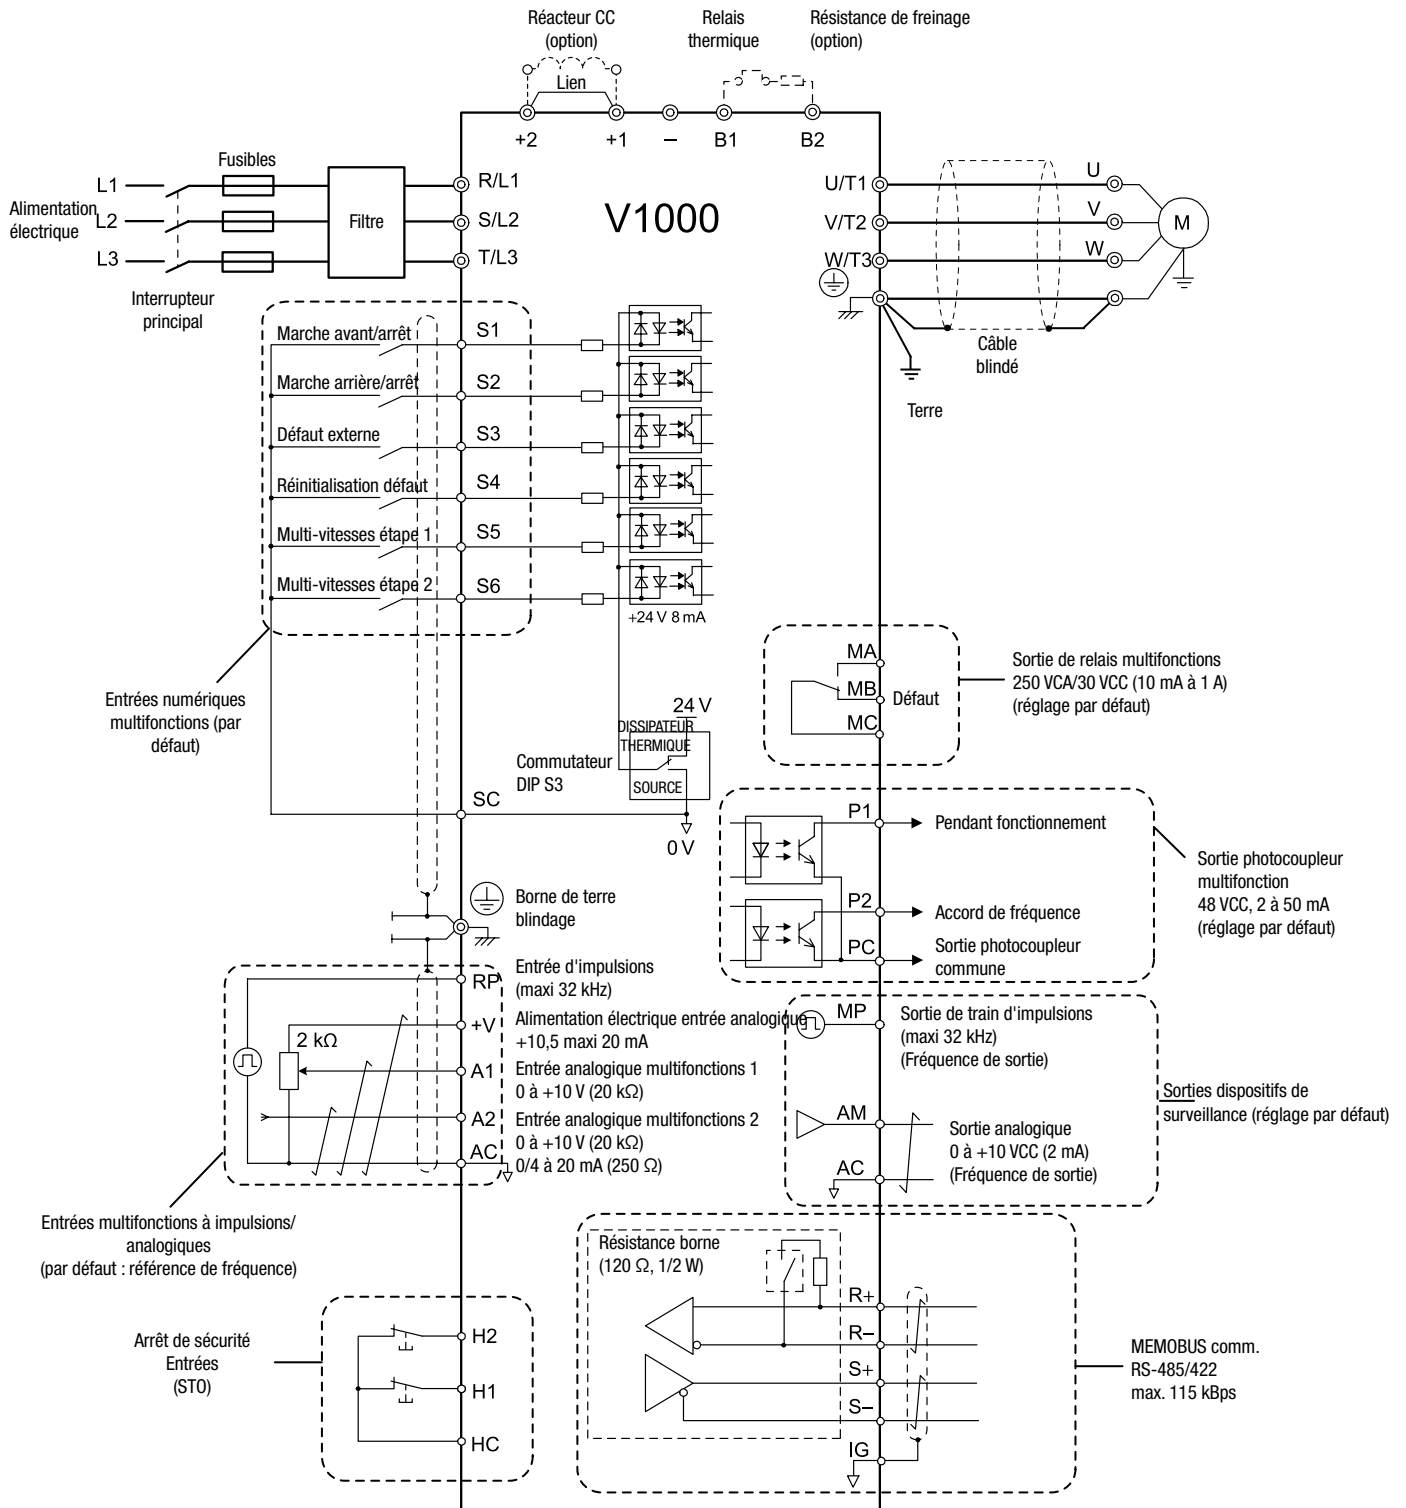 Réacteur CC
(option)
Relais
thermique
Résistance de freinage
(option)
Lien
+2
+1
–
B1
B2
Fusibles
L1
L2
L3
Alimentation
électrique
Filtre
R/L1
S/L2
T/L3
V1000
U/T1
V/T2
W/T3
U
V
W
M
Interrupteur
principal
Câble
blindé
Terre
Marche avant/arrêt
S1
Marche arrière/arrêt
S2
Défaut externe
S3
Réinitialisation défaut
S4
Multi-vitesses étape 1
S5
Multi-vitesses étape 2
S6
+24 V 8 mA
Entrées numériques
multifonctions (par
défaut)
MA
MB
MC
Défaut
Sortie de relais multifonctions
250 VCA/30 VCC (10 mA à 1 A)
(réglage par défaut)
24 V
DISSIPATEUR
THERMIQUE
SOURCE
Commutateur
DIP S3
SC
0 V
P1
Pendant fonctionnement
P2
Accord de fréquence
PC
Sortie photocoupleur
commune
Sortie photocoupleur
multifonction
48 VCC, 2 à 50 mA
(réglage par défaut)
Borne de terre
blindage
RP
Entrée d'impulsions
(maxi 32 kHz)
+V
Alimentation électrique entrée analogique
+10,5 maxi 20 mA
2 kΩ
A1
Entrée analogique multifonctions 1
0 à +10 V (20 kΩ)
A2
Entrée analogique multifonctions 2
0 à +10 V (20 kΩ)
0/4 à 20 mA (250 Ω)
AC
Entrées multifonctions à impulsions/
analogiques
(par défaut : référence de fréquence)
MP
Sortie de train d'impulsions
(maxi 32 kHz)
(Fréquence de sortie)
AM
Sortie analogique
0 à +10 VCC (2 mA)
(Fréquence de sortie)
AC
Sorties dispositifs de
surveillance (réglage par défaut)
Résistance borne
(120 Ω, 1/2 W)
R+
R–
S+
S–
IG
MEMOBUS comm.
RS-485/422
max. 115 kBps
Arrêt de sécurité
Entrées
(STO)
H2
H1
HC